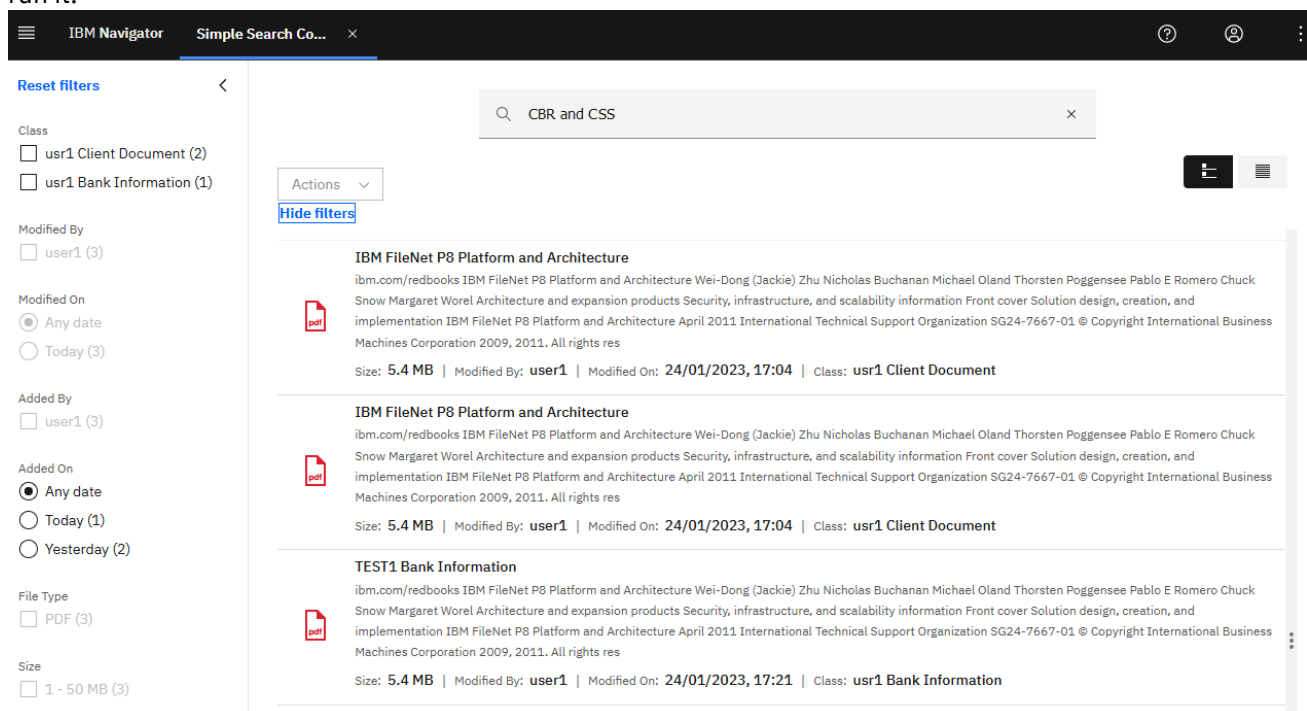 run it.
IBM Navigator Simple Search Co... ×
Reset filters
CBR and CSS ×
Class
usr1 Client Document (2)
usr1 Bank Information (1)
Actions
Hide filters
Modified By
user1 (3)
Modified On
Any date
Today (3)
Added By
user1 (3)
Added On
Any date
Today (1)
Yesterday (2)
File Type
PDF (3)
Size
1 - 50 MB (3)
IBM FileNet P8 Platform and Architecture
ibm.com/redbooks IBM FileNet P8 Platform and Architecture Wei-Dong (Jackie) Zhu Nicholas Buchanan Michael Oland Thorsten Poggensee Pablo E Romero Chuck
Snow Margaret Worel Architecture and expansion products Security, infrastructure, and scalability information Front cover Solution design, creation, and
pdf
implementation IBM FileNet P8 Platform and Architecture April 2011 International Technical Support Organization SG24-7667-01 © Copyright International Business
Machines Corporation 2009, 2011. All rights res
Size: 5.4 MB | Modified By: user1 | Modified On: 24/01/2023, 17:04 | Class: usr1 Client Document
IBM FileNet P8 Platform and Architecture
ibm.com/redbooks IBM FileNet P8 Platform and Architecture Wei-Dong (Jackie) Zhu Nicholas Buchanan Michael Oland Thorsten Poggensee Pablo E Romero Chuck
Snow Margaret Worel Architecture and expansion products Security, infrastructure, and scalability information Front cover Solution design, creation, and
pdf
implementation IBM FileNet P8 Platform and Architecture April 2011 International Technical Support Organization SG24-7667-01 © Copyright International Business
Machines Corporation 2009, 2011. All rights res
Size: 5.4 MB | Modified By: user1 | Modified On: 24/01/2023, 17:04 | Class: usr1 Client Document
TEST1 Bank Information
ibm.com/redbooks IBM FileNet P8 Platform and Architecture Wei-Dong (Jackie) Zhu Nicholas Buchanan Michael Oland Thorsten Poggensee Pablo E Romero Chuck
Snow Margaret Worel Architecture and expansion products Security, infrastructure, and scalability information Front cover Solution design, creation, and
pdf
implementation IBM FileNet P8 Platform and Architecture April 2011 International Technical Support Organization SG24-7667-01 © Copyright International Business
Machines Corporation 2009, 2011. All rights res
Size: 5.4 MB | Modified By: user1 | Modified On: 24/01/2023, 17:21 | Class: usr1 Bank Information